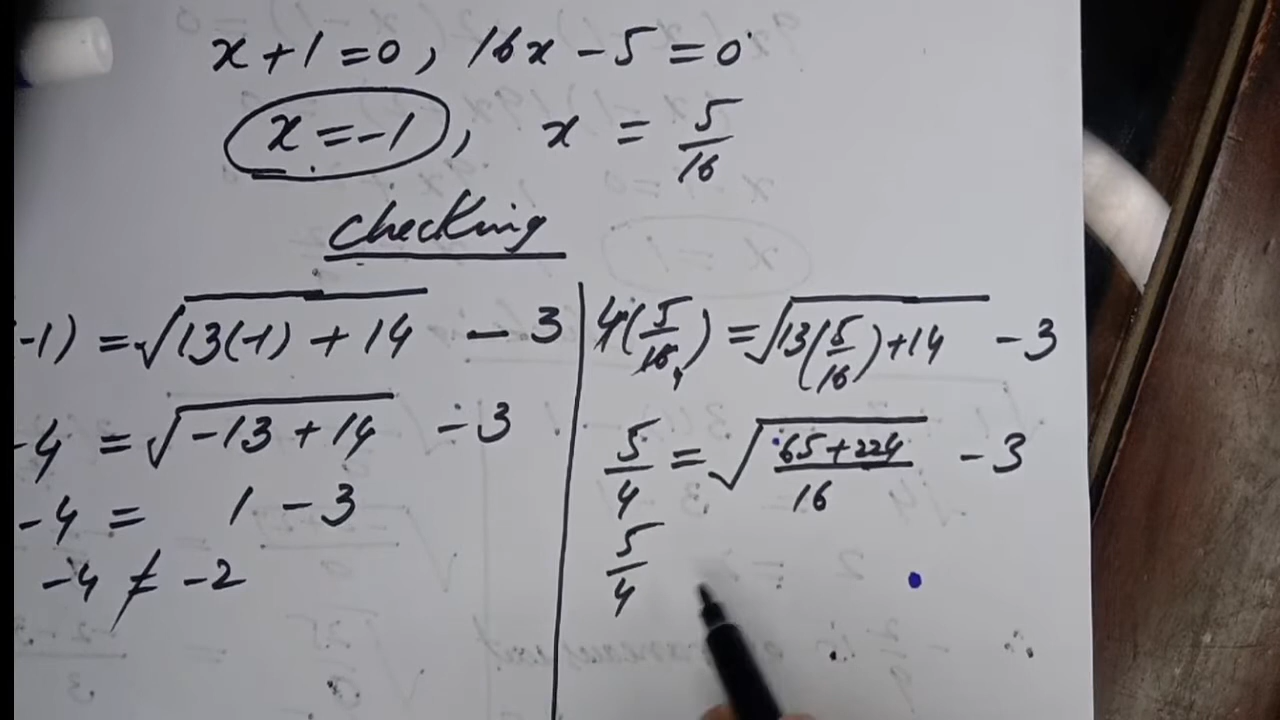 x + 1 = 0 , 16x - 5 = 0
x = -1 , x = 5/16
checking
-1) = √(13(-1) + 14) - 3
-4 = √(-13 + 14) - 3
-4 = 1 - 3
-4 ≠ -2
4(5/16) 4 = √(13(5/16) + 14) - 3
5/4 = √((65+224)/16) - 3
5/4